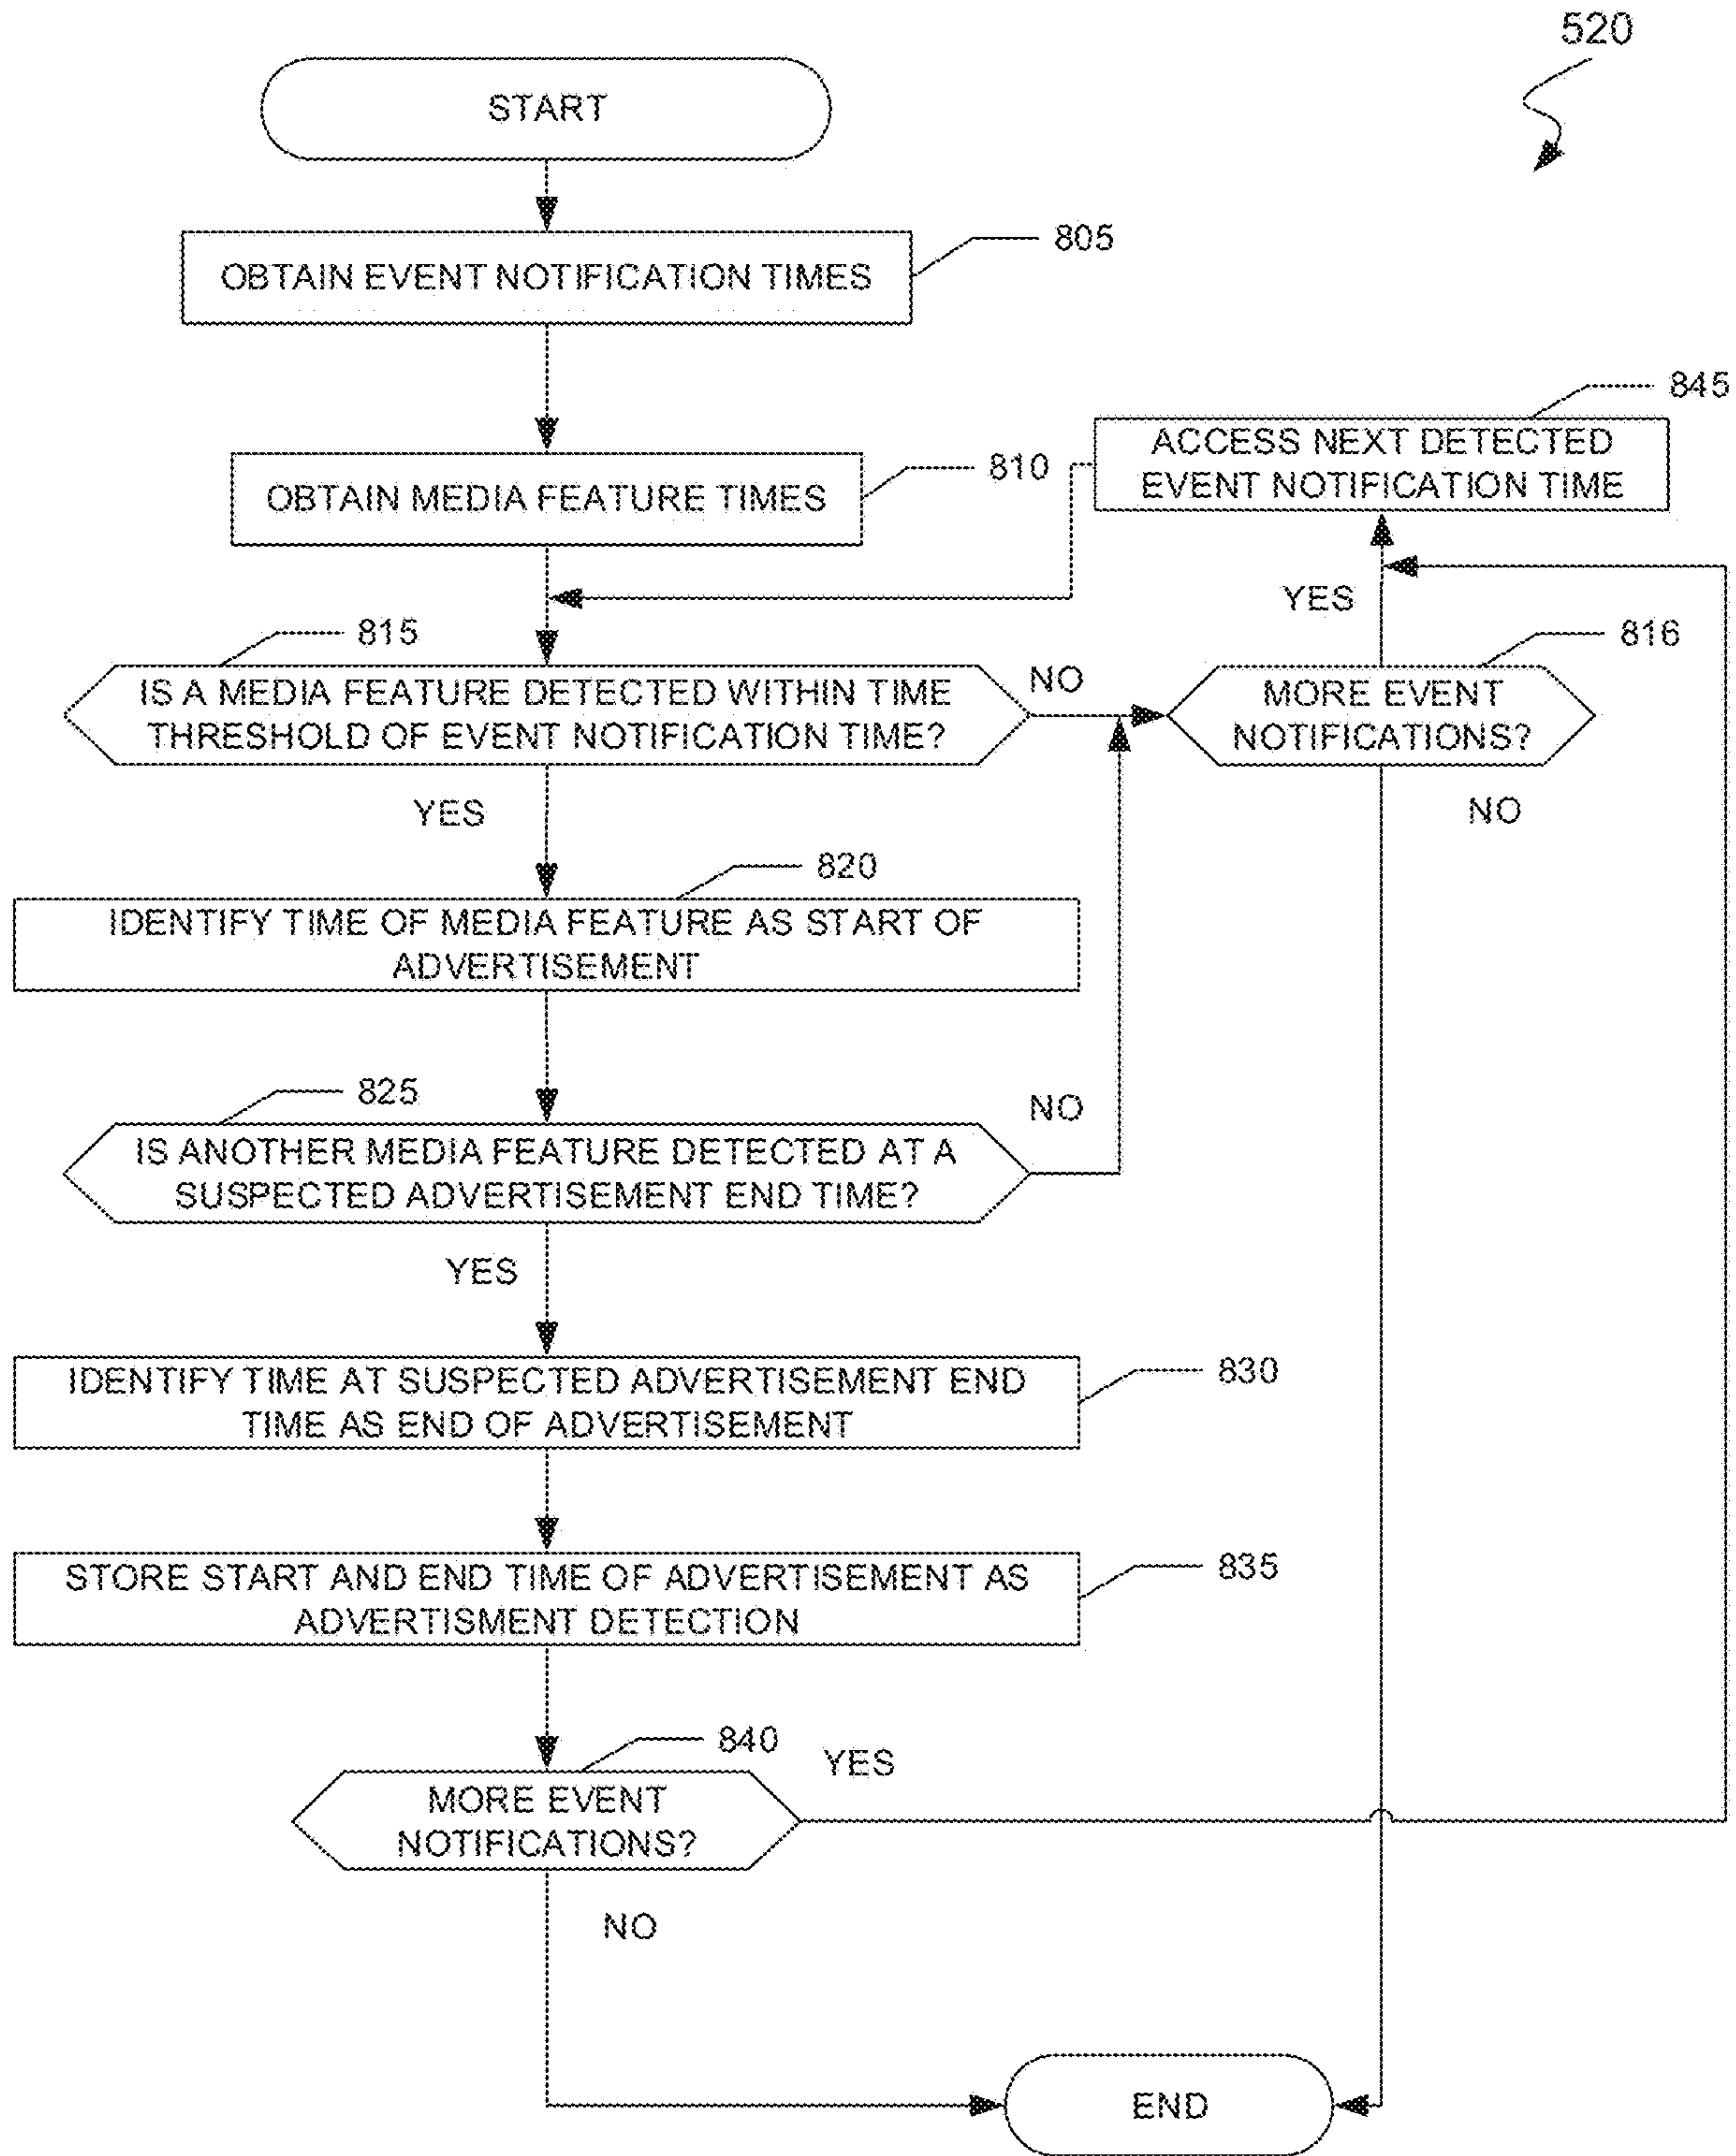 520
START
805
OBTAIN EVENT NOTIFICATION TIMES
845
ACCESS NEXT DETECTED
EVENT NOTIFICATION TIME
810
OBTAIN MEDIA FEATURE TIMES
YES
815
816
IS A MEDIA FEATURE DETECTED WITHIN TIME
THRESHOLD OF EVENT NOTIFICATION TIME?
NO
MORE EVENT
NOTIFICATIONS?
YES
NO
820
IDENTIFY TIME OF MEDIA FEATURE AS START OF
ADVERTISEMENT
825
NO
IS ANOTHER MEDIA FEATURE DETECTED AT A
SUSPECTED ADVERTISEMENT END TIME?
YES
830
IDENTIFY TIME AT SUSPECTED ADVERTISEMENT END
TIME AS END OF ADVERTISEMENT
835
STORE START AND END TIME OF ADVERTISEMENT AS
ADVERTISMENT DETECTION
840
YES
MORE EVENT
NOTIFICATIONS?
NO
END